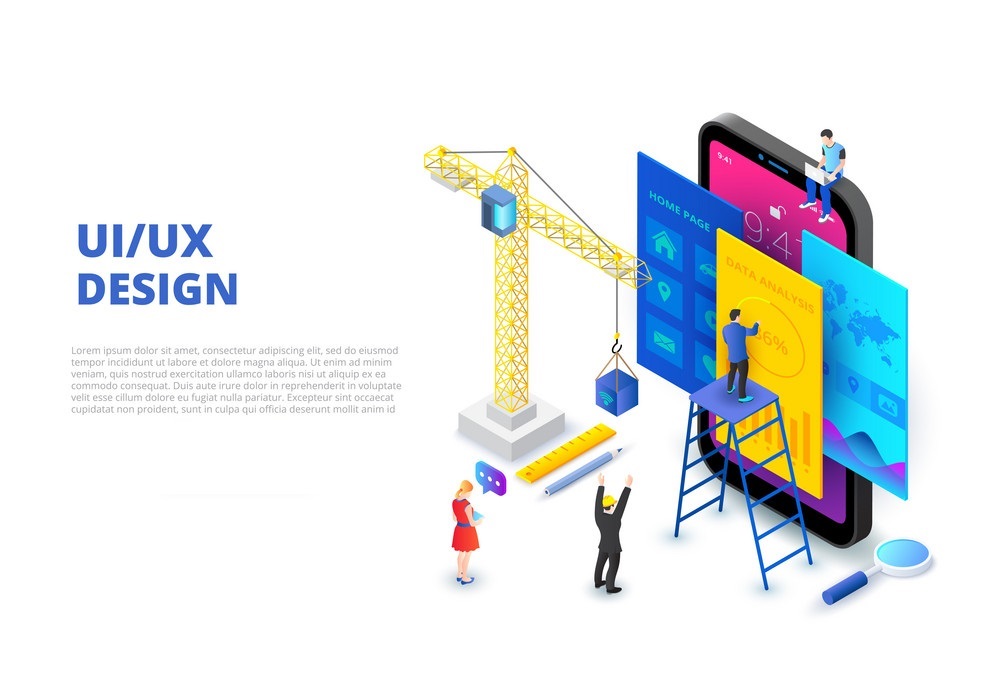 UI/UX
DESIGN
Lorem ipsum dolor sit amet, consectetur adipiscing elit, sed do eiusmod
tempor incididunt ut labore et dolore magna aliqua. Ut enim ad minim
veniam, quis nostrud exercitation ullamco laboris nisi ut aliquip ex ea
commodo consequat. Duis aute irure dolor in reprehenderit in voluptate
velit esse cillum dolore eu fugiat nulla pariatur. Excepteur sint occaecat
cupidatat non proident, sunt in culpa qui officia deserunt mollit anim id
9:41
HOME PAGE
DATA ANALYSIS